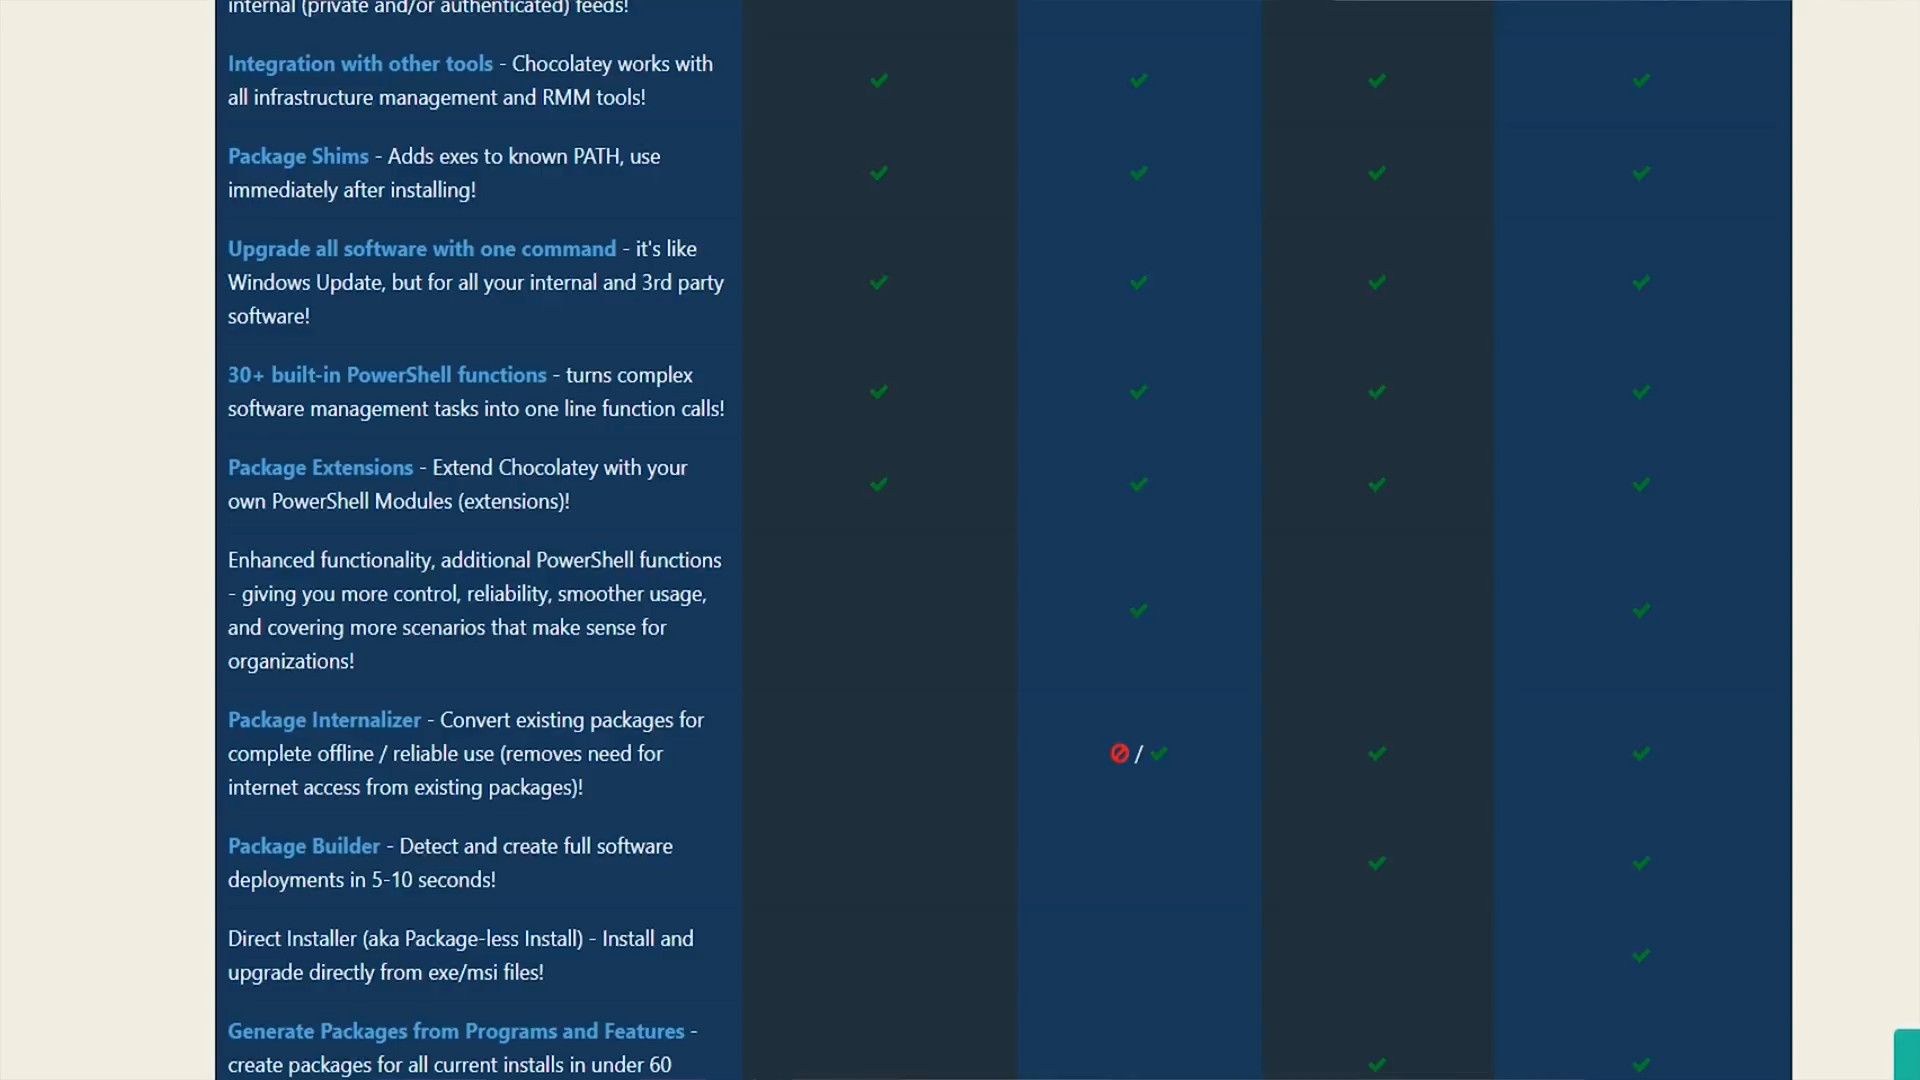 internal (private and/or authenticated) feeds!
Integration with other tools - Chocolatey works with
all infrastructure management and RMM tools!
Package Shims - Adds exes to known PATH, use
immediately after installing!
Upgrade all software with one command - it's like
Windows Update, but for all your internal and 3rd party
software!
30+ built-in PowerShell functions - turns complex
software management tasks into one line function calls!
Package Extensions - Extend Chocolatey with your
own PowerShell Modules (extensions)!
Enhanced functionality, additional PowerShell functions
- giving you more control, reliability, smoother usage,
and covering more scenarios that make sense for
organizations!
Package Internalizer - Convert existing packages for
complete offline / reliable use (removes need for
internet access from existing packages)!
/
Package Builder - Detect and create full software
deployments in 5-10 seconds!
Direct Installer (aka Package-less Install) - Install and
upgrade directly from exe/msi files!
Generate Packages from Programs and Features -
create packages for all current installs in under 60